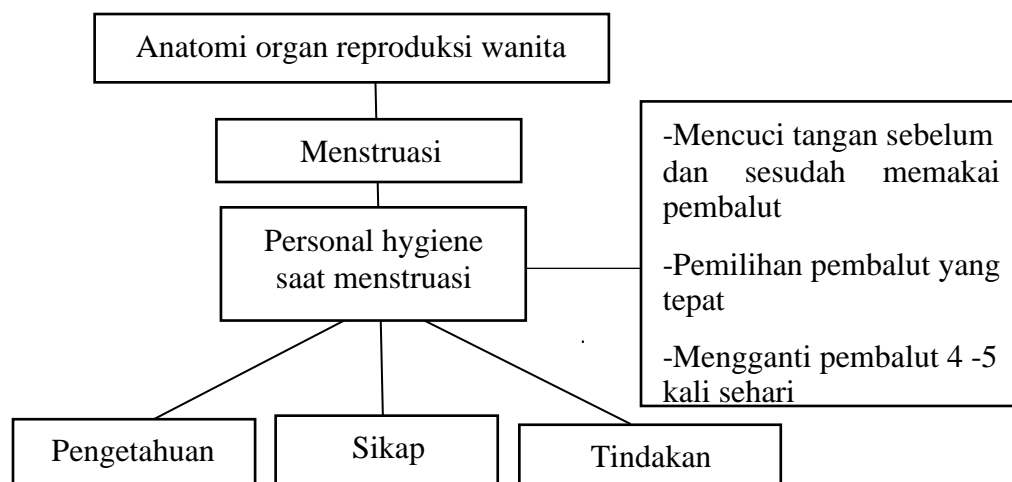 Anatomi organ reproduksi wanita
Menstruasi
Personal hygiene
saat menstruasi
-Mencuci tangan sebelum
dan sesudah memakai
pembalut
-Pemilihan pembalut yang
tepat
-Mengganti pembalut 4 -5
kali sehari
Pengetahuan
Sikap
Tindakan